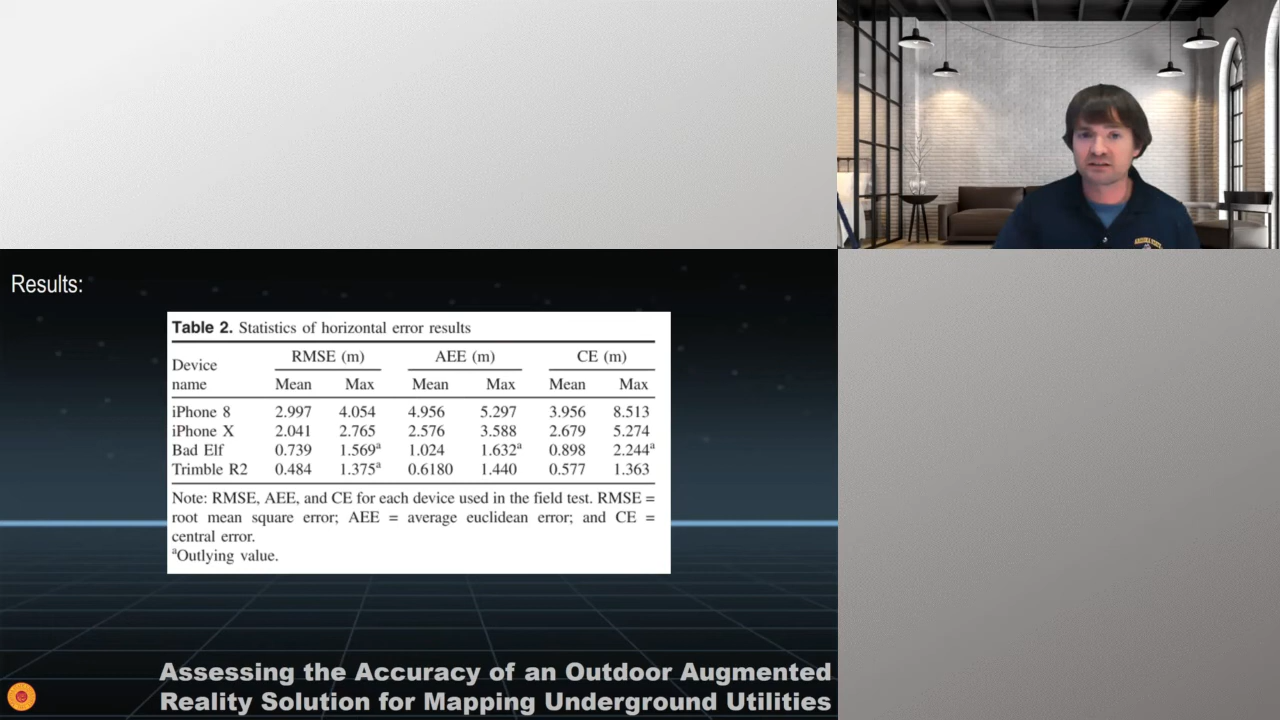 Results:
Table 2. Statistics of horizontal error results
Device name RMSE (m) AEE (m) CE (m)
Mean Max Mean Max Mean Max
iPhone 8 2.997 4.054 4.956 5.297 3.956 8.513
iPhone X 2.041 2.765 2.576 3.588 2.679 5.274
Bad Elf 0.739 1.569a 1.024 1.632a 0.898 2.244a
Trimble R2 0.484 1.375a 0.6180 1.440 0.577 1.363
Note: RMSE, AEE, and CE for each device used in the field test. RMSE =
root mean square error; AEE = average euclidean error; and CE =
central error.
aOutlying value.
Assessing the Accuracy of an Outdoor Augmented
Reality Solution for Mapping Underground Utilities